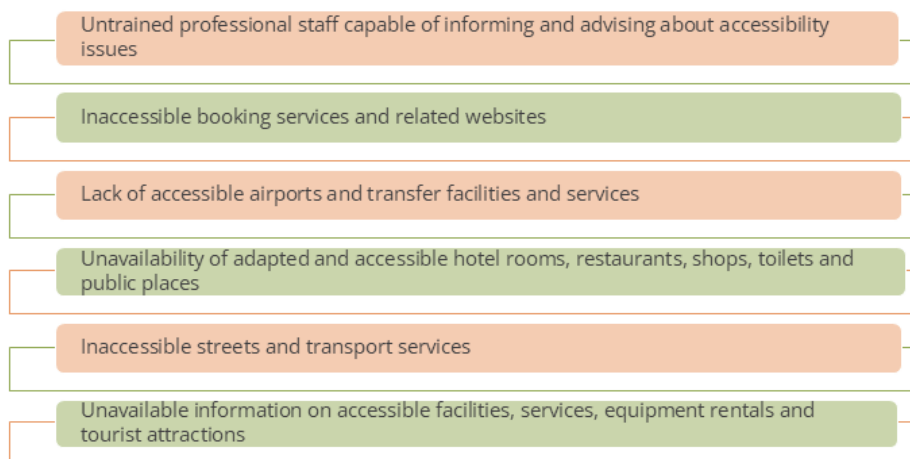 Untrained professional staff capable of informing and advising about accessibility
issues
Inaccessible booking services and related websites
Lack of accessible airports and transfer facilities and services
Unavailability of adapted and accessible hotel rooms, restaurants, shops, toilets and
public places
Inaccessible streets and transport services
Unavailable information on accessible facilities, services, equipment rentals and
tourist attractions